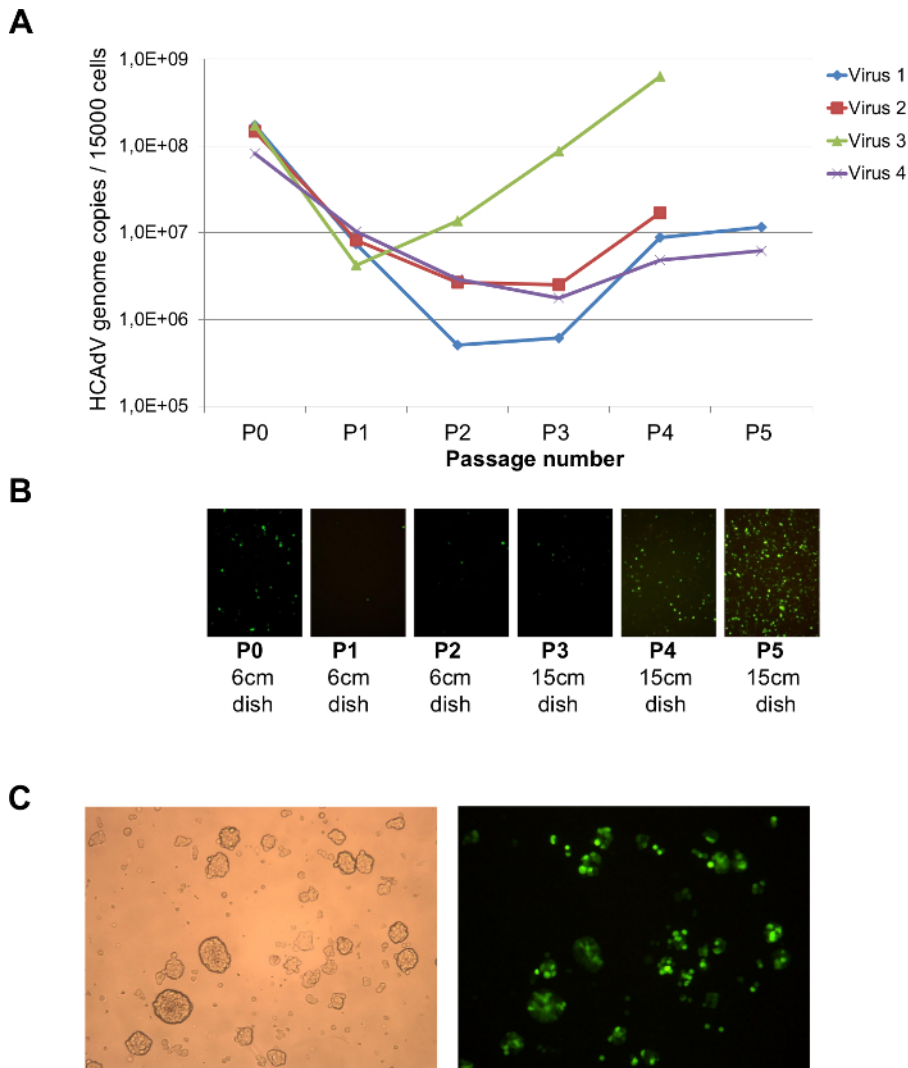 A
HCAdV genome copies / 15000 cells
1,0E+09
1,0E+08
1,0E+07
1,0E+06
1,0E+05
P0 P1 P2 P3 P4 P5
Passage number
Virus 1
Virus 2
Virus 3
Virus 4
B
P0 P1 P2 P3 P4 P5
6cm 6cm 6cm 15cm 15cm 15cm
dish dish dish dish dish dish
C